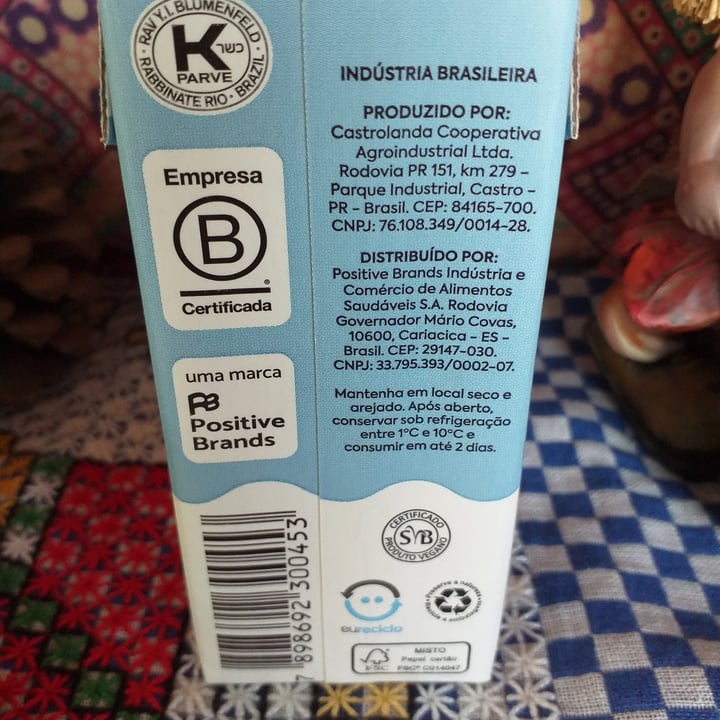 RAV Y.I. BLUMENFELD ·
K כשר
PARVE
RABBINATE RIO · BRAZIL
Empresa
B
®
Certificada
uma marca
PB
Positive
Brands
7 898692 300453
INDÚSTRIA BRASILEIRA
PRODUZIDO POR:
Castrolanda Cooperativa
Agroindustrial Ltda.
Rodovia PR 151, km 279 –
Parque Industrial, Castro –
PR - Brasil. CEP: 84165-700.
CNPJ: 76.108.349/0014-28.
DISTRIBUÍDO POR:
Positive Brands Indústria e
Comércio de Alimentos
Saudáveis S.A. Rodovia
Governador Mário Covas,
10600, Cariacica - ES -
Brasil. CEP: 29147-030.
CNPJ: 33.795.393/0002-07.
Mantenha em local seco e
arejado. Após aberto,
conservar sob refrigeração
entre 1°C e 10°C e
consumir em até 2 dias.
CERTIFICADO
SVB
PRODUTO VEGANO
eureciclo
Preserve a natureza
FSC
MISTO
Papel cartão
FSC® C014047